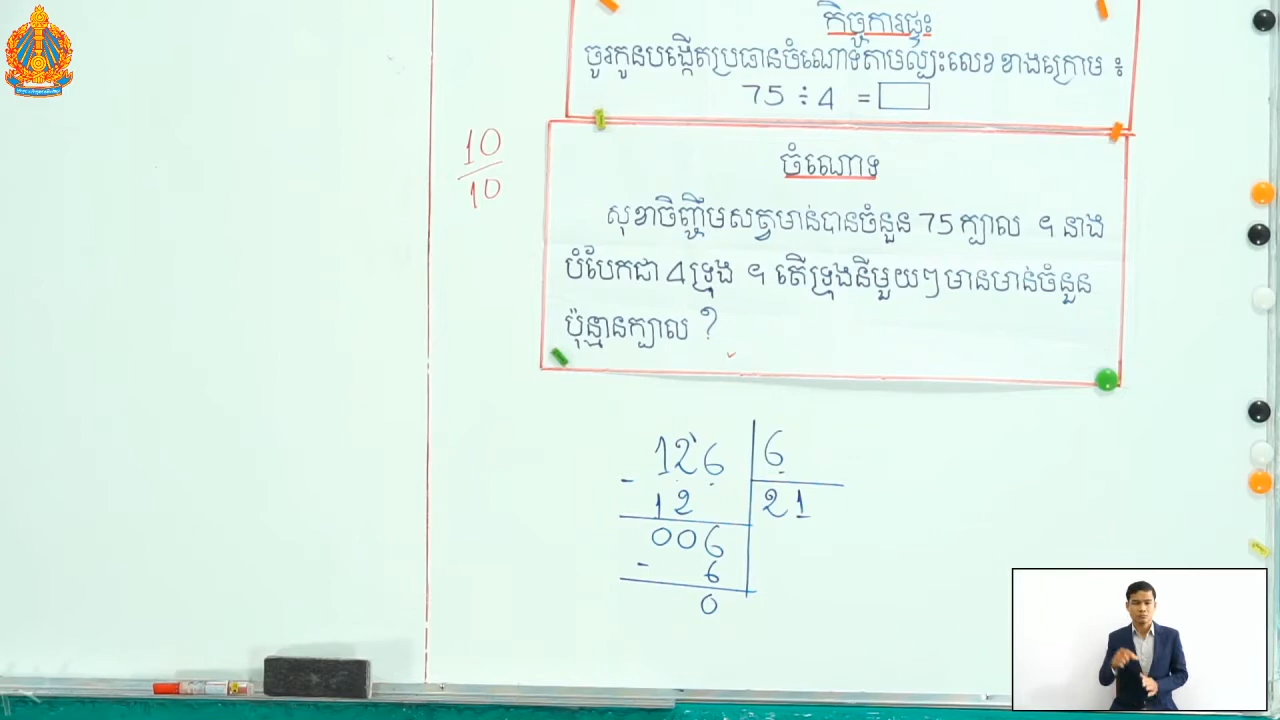 កិច្ចការផ្ទះ
ចូរកូនបង្កើតប្រធានចំណោទតាមល្បះលេខខាងក្រោម ៖
75 ÷ 4 =
10
10
ចំណោទ
សុខាចិញ្ចឹមសត្វមាន់បានចំនួន 75 ក្បាល ។ នាង
បំបែកជា 4 ទ្រុង ។ តើទ្រុងនីមួយៗមានមាន់ចំនួន
ប៉ុន្មានក្បាល ?
126 6
- 12 21
006
- 6
0